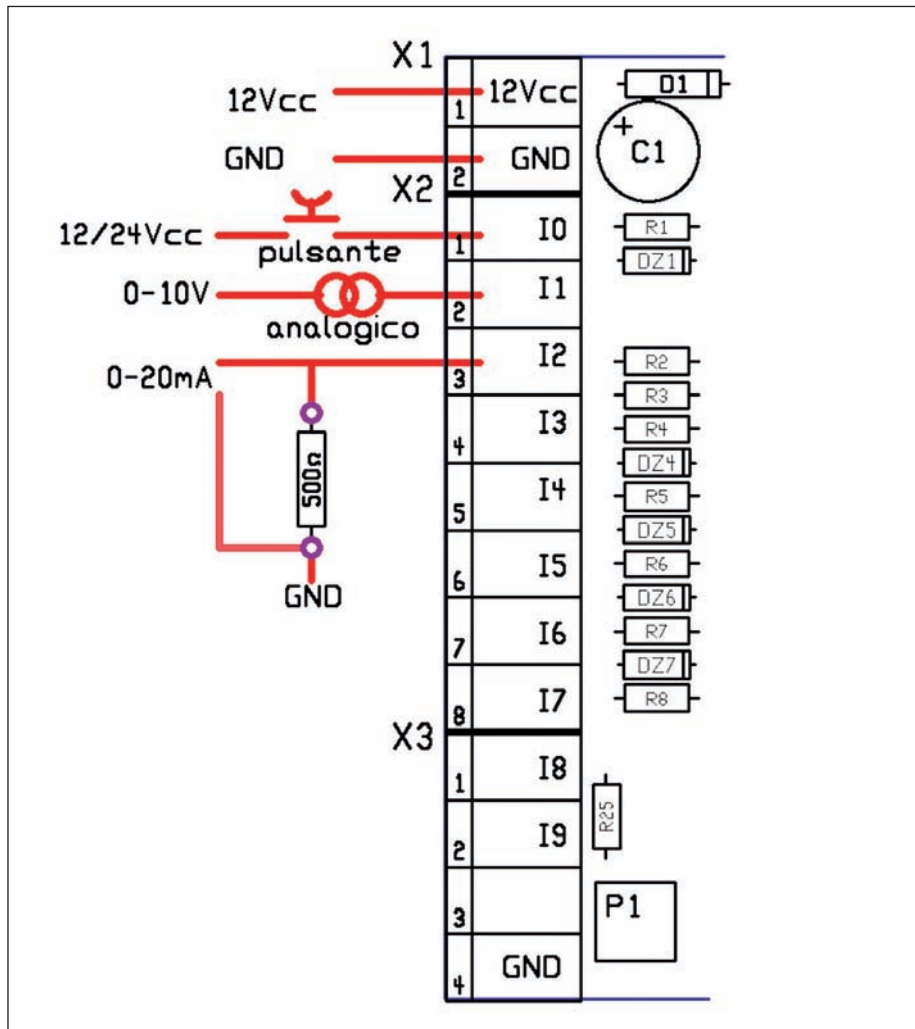 X1
12Vcc
1
12Vcc
D1
GND
2
GND
+
C1
X2
12/24Vcc
pulsante
1
I0
R1
DZ1
0-10V
analogico
2
I1
0-20mA
3
I2
R2
R3
500Ω
4
I3
R4
DZ4
5
I4
R5
DZ5
GND
6
I5
R6
DZ6
7
I6
R7
DZ7
8
I7
R8
X3
1
I8
R25
2
I9
3
P1
4
GND